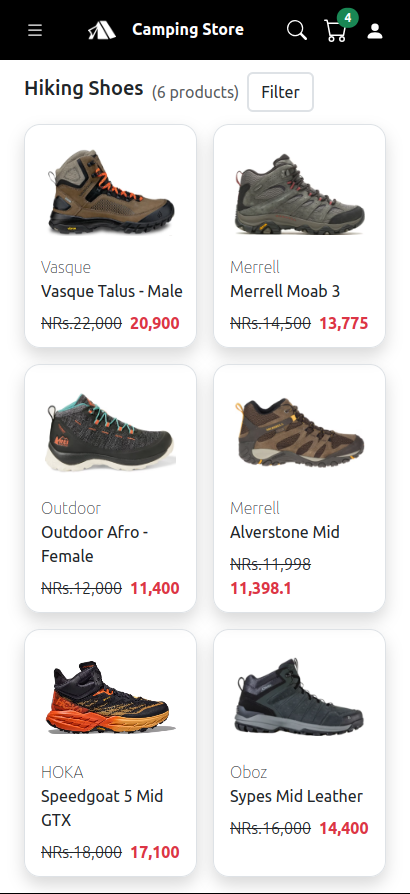 Camping Store
4
Hiking Shoes (6 products) Filter
Vasque
Vasque Talus - Male
NRs.22,000 20,900
Merrell
Merrell Moab 3
NRs.14,500 13,775
Outdoor
Outdoor Afro -
Female
NRs.12,000 11,400
Merrell
Alverstone Mid
NRs.11,998
11,398.1
HOKA
Speedgoat 5 Mid
GTX
NRs.18,000 17,100
Oboz
Sypes Mid Leather
NRs.16,000 14,400